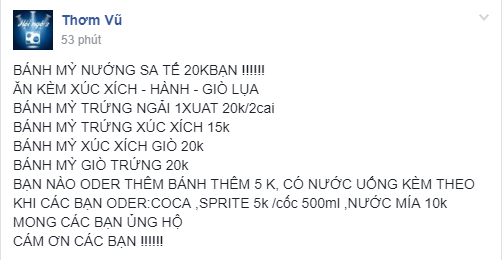 Thơm Vũ
53 phút
BÁNH MỲ NƯỚNG SA TẾ 20KBẠN !!!!!!
ĂN KÈM XÚC XÍCH - HÀNH - GIÒ LỤA
BÁNH MỲ TRỨNG NGẢI 1XUAT 20k/2cai
BÁNH MỲ TRỨNG XÚC XÍCH 15k
BÁNH MỲ XÚC XÍCH GIÒ 20k
BÁNH MỲ GIÒ TRỨNG 20k
BẠN NÀO ODER THÊM BÁNH THÊM 5 K, CÓ NƯỚC UỐNG KÈM THEO
KHI CÁC BẠN ODER:COCA ,SPRITE 5k /cốc 500ml ,NƯỚC MÍA 10k
MONG CÁC BẠN ỦNG HỘ
CÁM ƠN CÁC BẠN !!!!!!